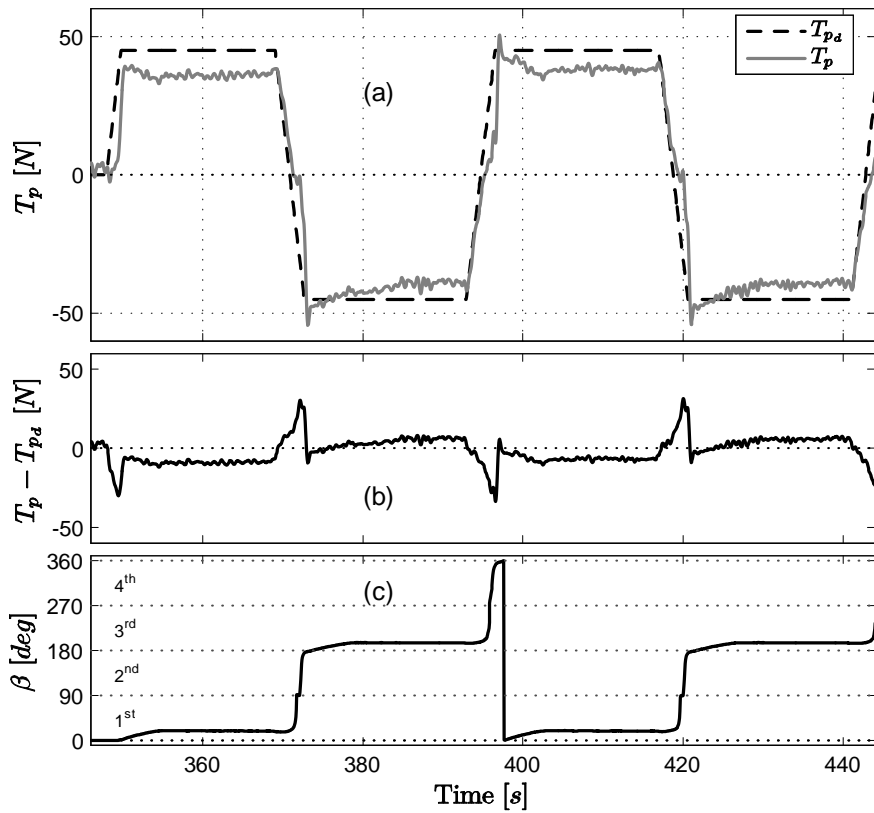 50
0
-50
T_p [N]
(a)
T_{p_d}
T_p
50
0
-50
T_p − T_{p_d} [N]
(b)
360
270
180
90
0
β [deg]
4th
3rd
2nd
1st
(c)
360 380 400 420 440
Time [s]